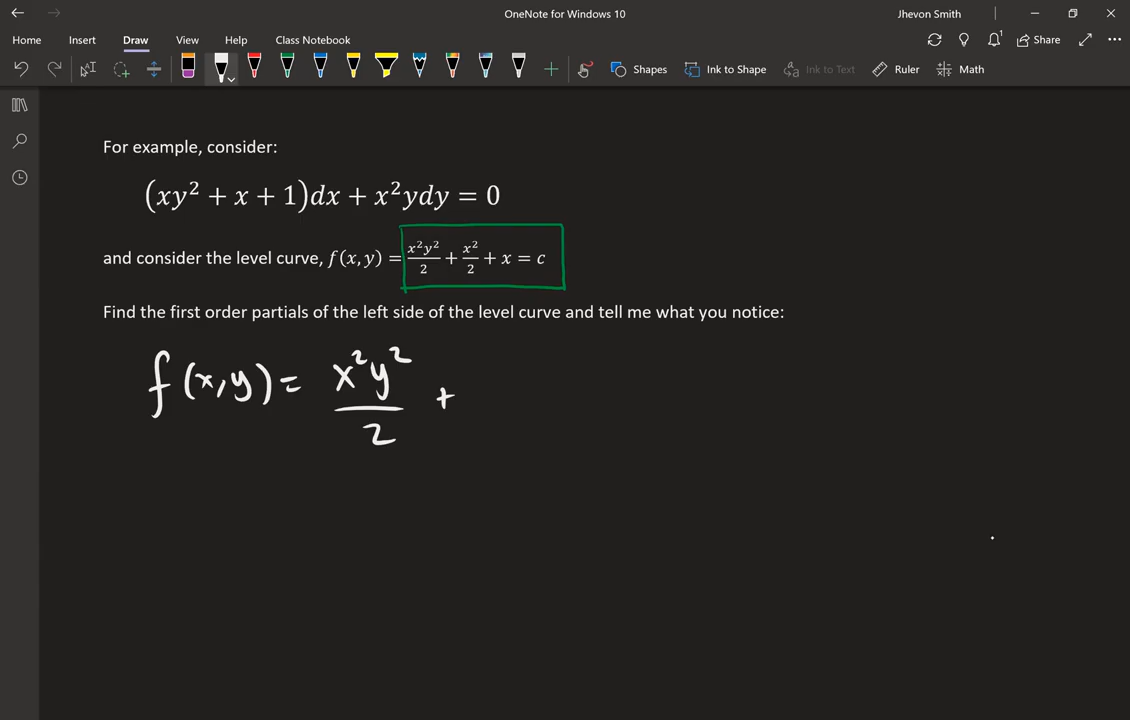 OneNote for Windows 10
Jhevon Smith
Home Insert Draw View Help Class Notebook
1 Share
Shapes Ink to Shape Ink to Text Ruler Math
For example, consider:
(xy² + x + 1)dx + x²ydy = 0
and consider the level curve, f(x, y) = x²y²/2 + x²/2 + x = c
Find the first order partials of the left side of the level curve and tell me what you notice:
f(x,y) = x²y²/2 +